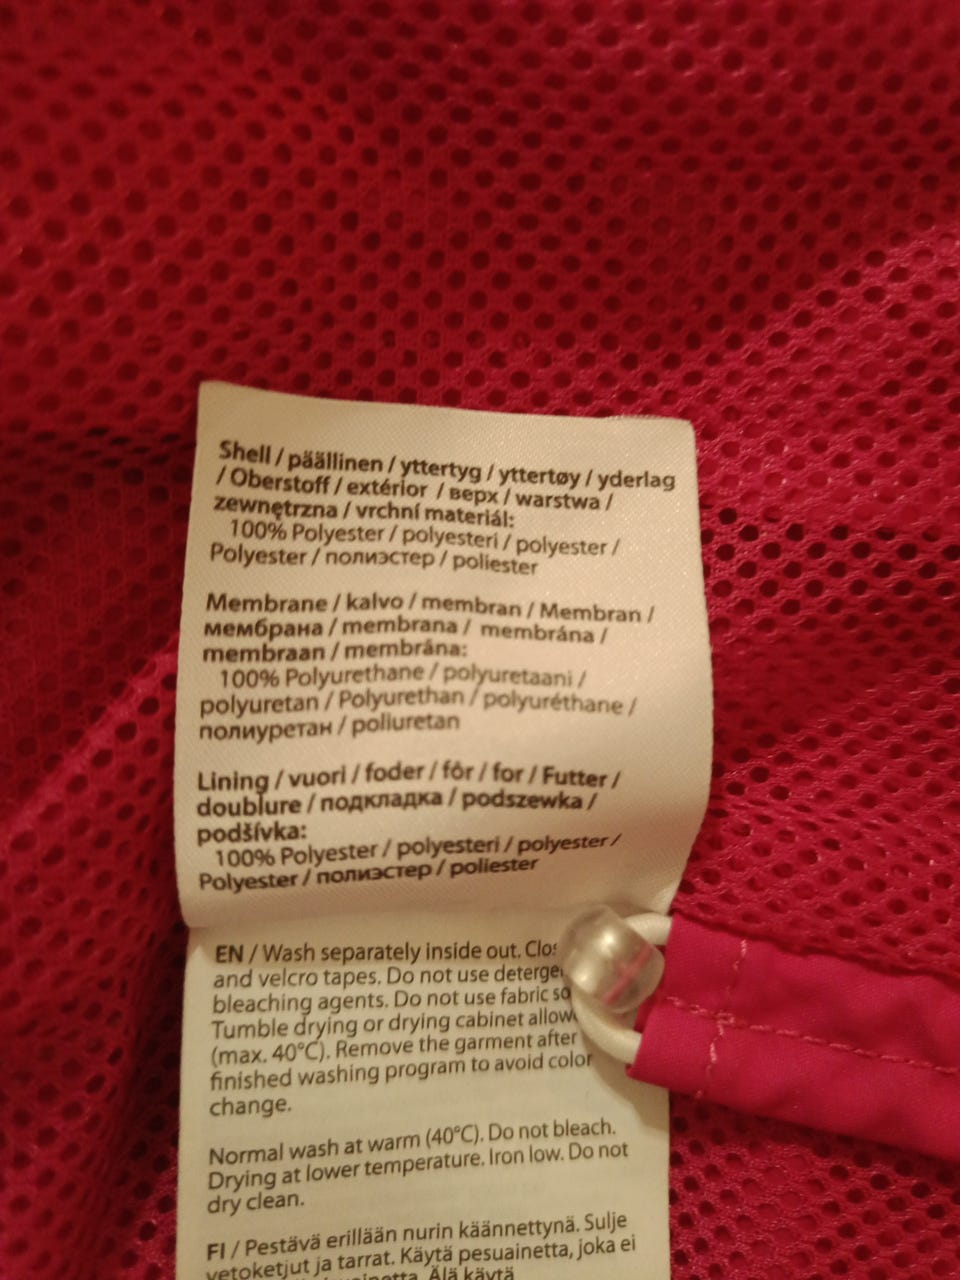 Shell / päällinen / yttertyg / yttertøy / yderlag
/ Oberstoff / extérior / верх / warstwa /
zewnętrzna / vrchní materiál:
100% Polyester / polyesteri / polyester /
Polyester / полиэстер / poliester
Membrane / kalvo / membran / Membran /
мембрана / membrana / membrána /
membraan / membrāna:
100% Polyurethane / polyuretaani /
polyuretan / Polyurethan / polyuréthane /
полиуретан / poliuretan
Lining / vuori / foder / fôr / for / Futter /
doublure / подкладка / podszewka /
podšívka:
100% Polyester / polyesteri / polyester /
Polyester / полиэстер / poliester
EN / Wash separately inside out.
and velcro tapes. Do not use
bleaching agents. Do not use fabric
Tumble drying or drying cabinet
(max. 40°C). Remove the garment after
finished washing program to avoid color
change.
Normal wash at warm (40°C). Do not bleach.
Drying at lower temperature. Iron low. Do not
dry clean.
FI / Pestävä erillään nurin käännettynä. Sulje
vetoketjut ja tarrat. Käytä pesuainetta, joka ei
Älä käytä